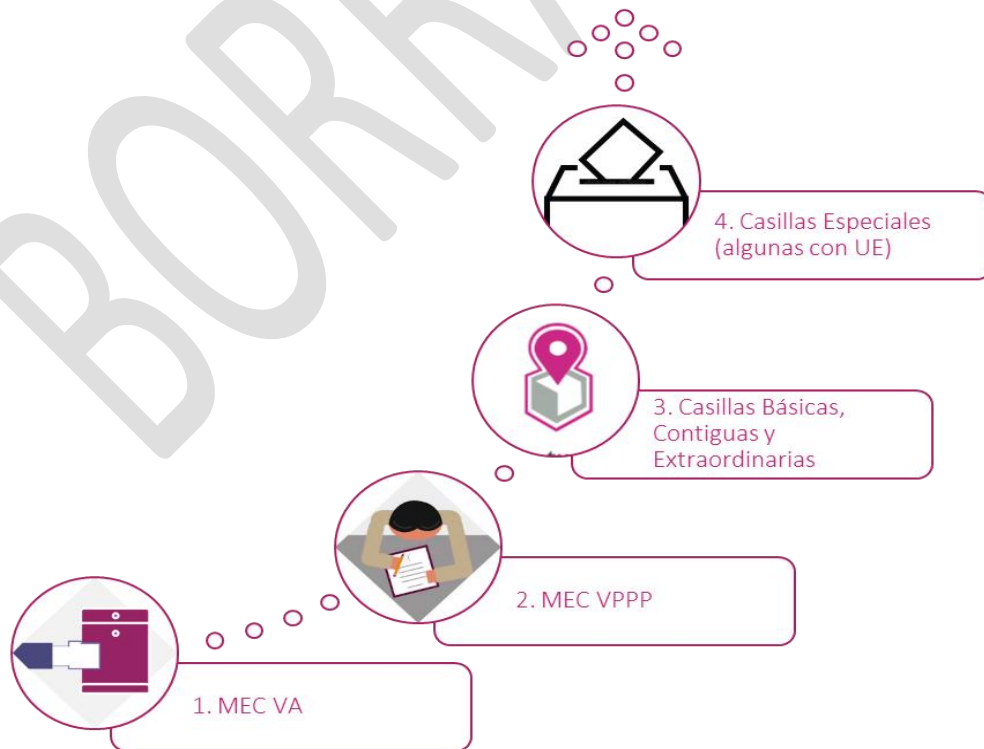 4. Casillas Especiales
(algunas con UE)
3. Casillas Básicas,
Contiguas y
Extraordinarias
2. MEC VPPP
1. MEC VA